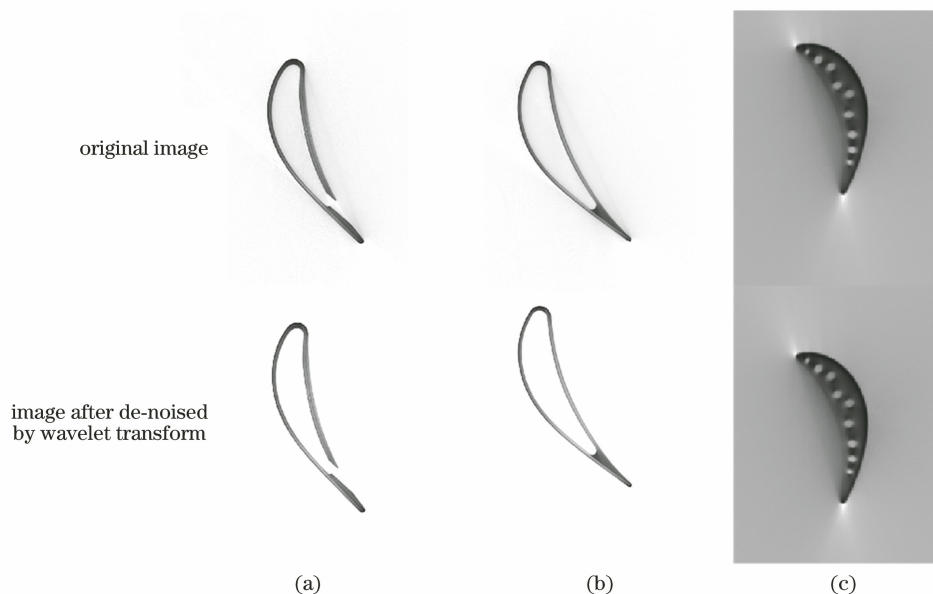 original image
image after de-noised
by wavelet transform
(a)
(b)
(c)